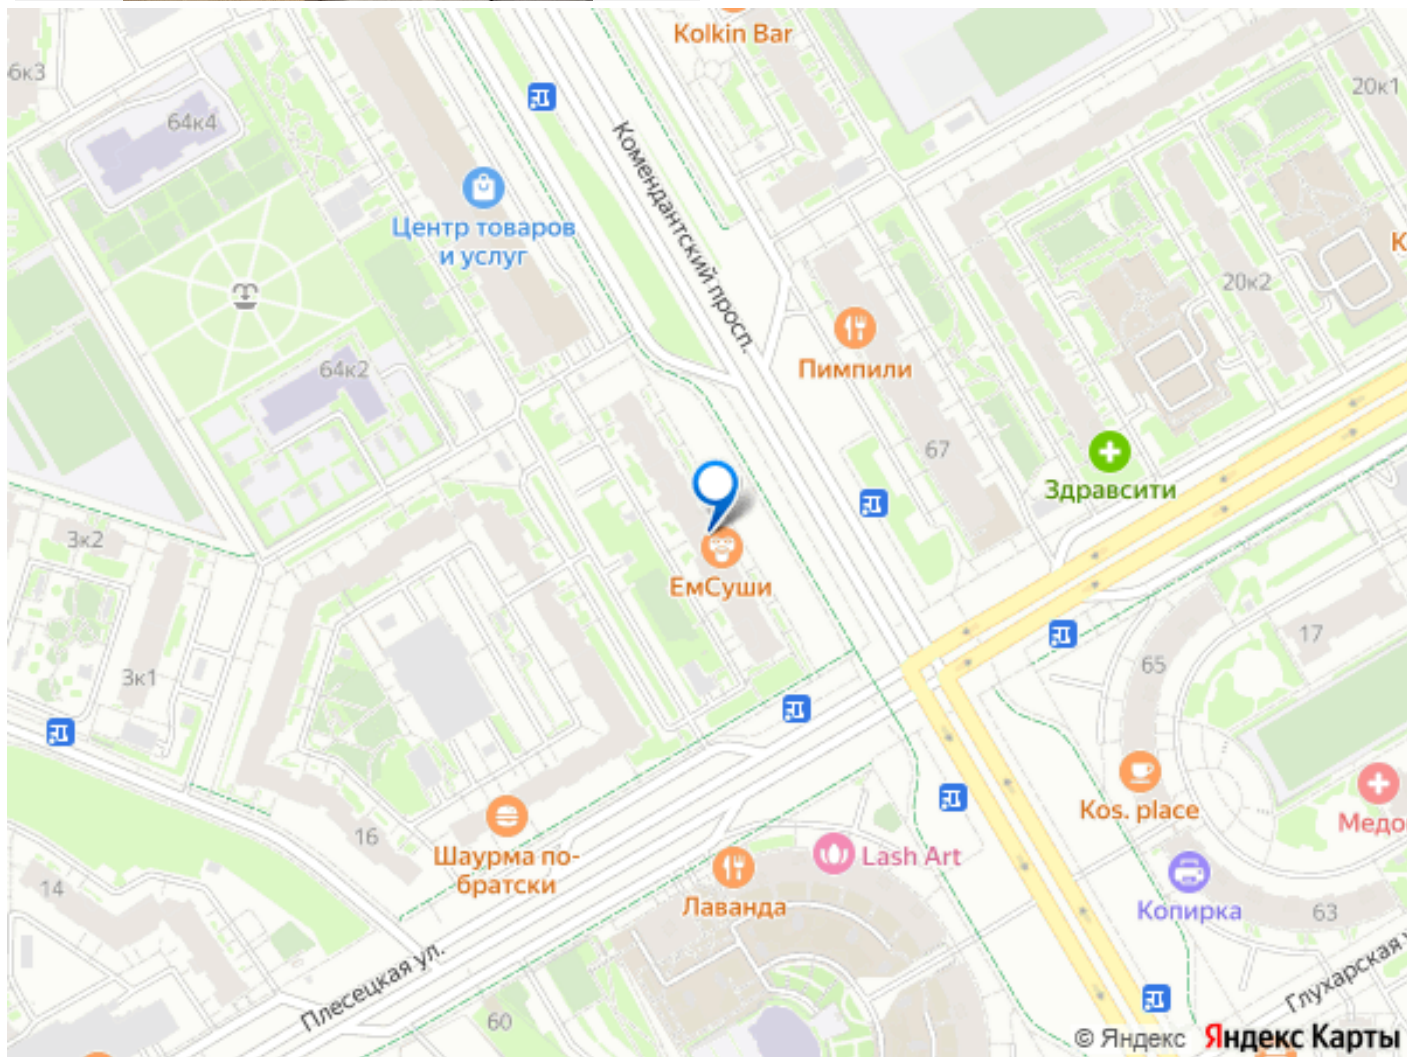 Kolkin Bar
6к3
20к1
64к4
Комендантский просп.
Центр товаров
и услуг
20к2
К
Пимпили
64к2
67
Здравсити
3к2
ЕмСуши
17
65
3к1
Kos. place
Медо
16
Шаурма по-
братски
Lash Art
14
Лаванда
Копирка
63
Плесецкая ул.
Глухарская у
60
© Яндекс Яндекс Карты